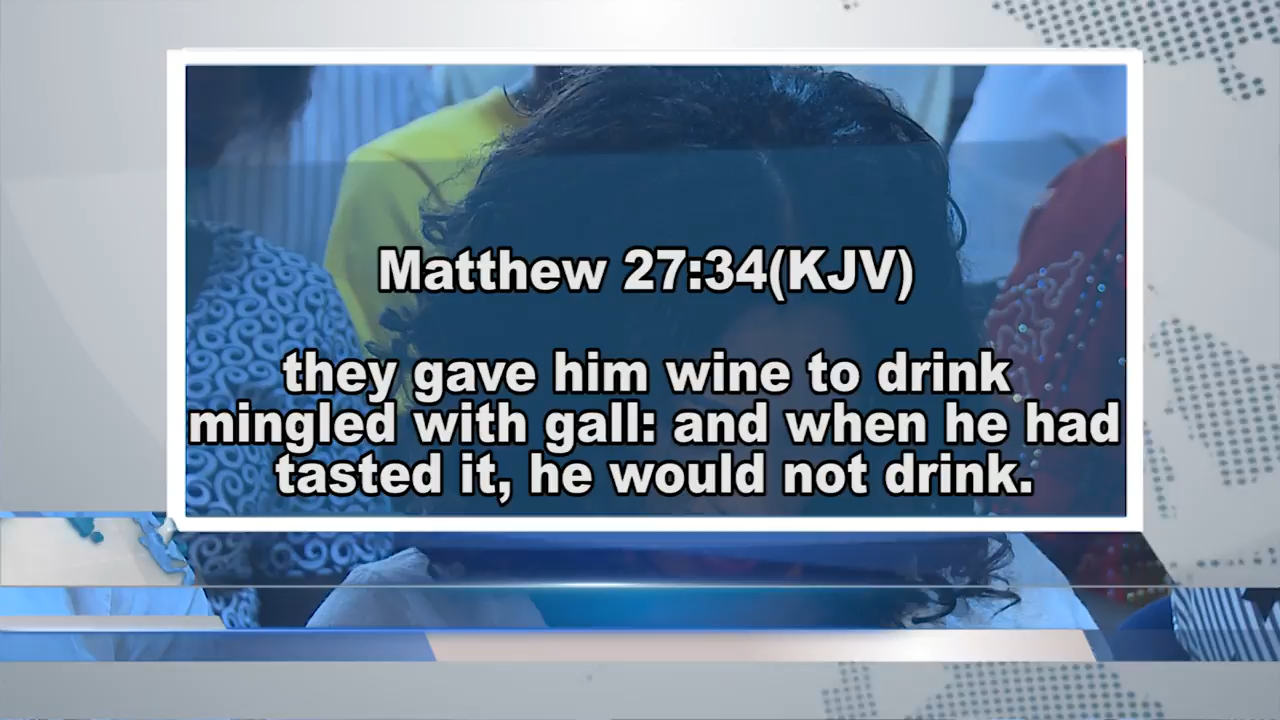 Matthew 27:34(KJV)
they gave him wine to drink
mingled with gall: and when he had
tasted it, he would not drink.